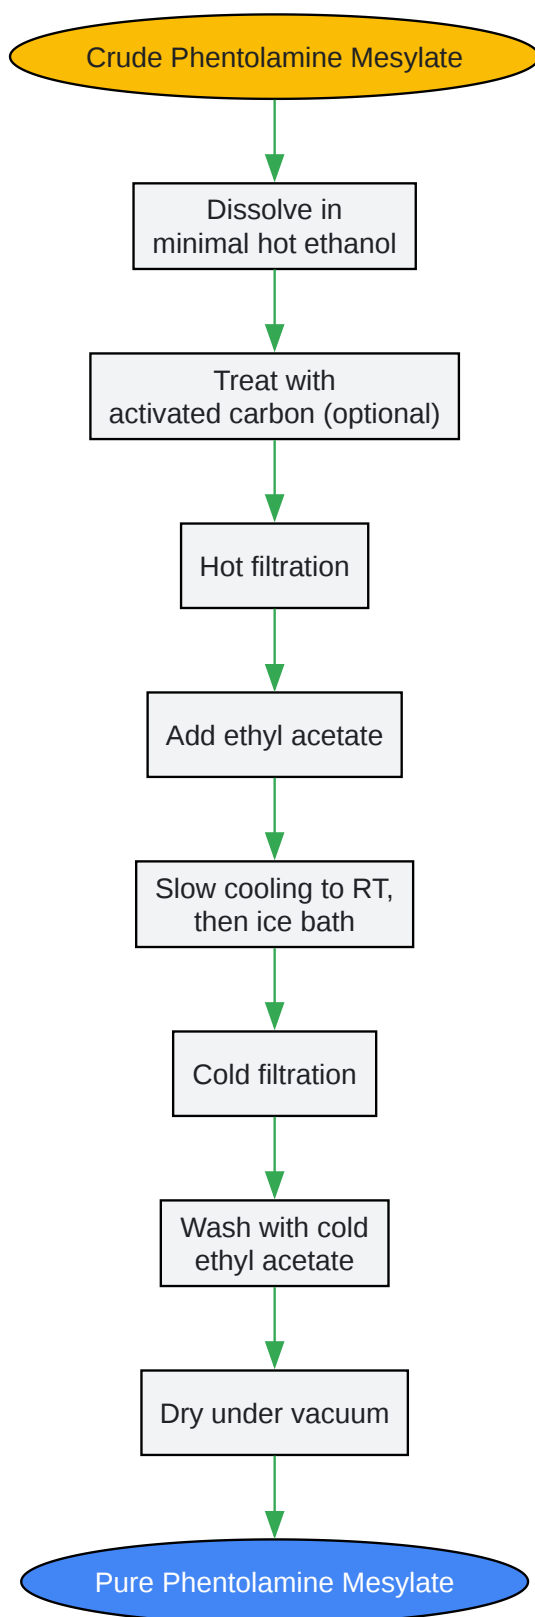 Crude Phentolamine Mesylate
Dissolve in
minimal hot ethanol
Treat with
activated carbon (optional)
Hot filtration
Add ethyl acetate
Slow cooling to RT,
then ice bath
Cold filtration
Wash with cold
ethyl acetate
Dry under vacuum
Pure Phentolamine Mesylate